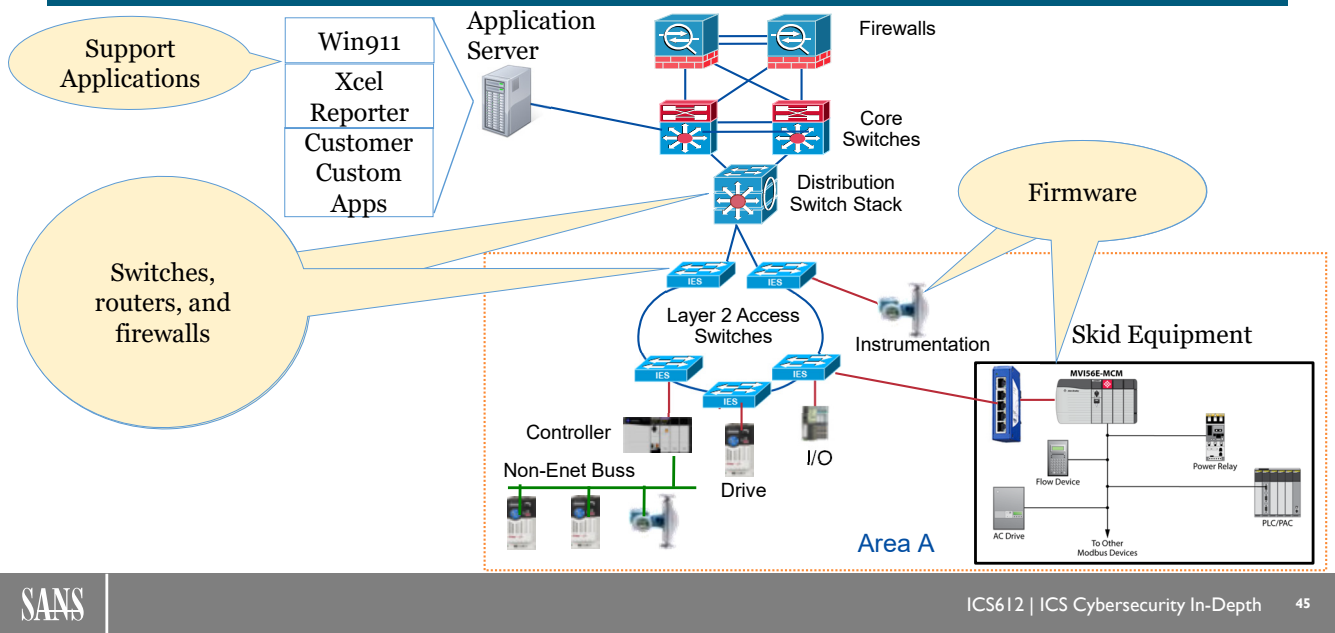 Support
Applications
Win911
Xcel
Reporter
Customer
Custom
Apps
Application
Server
Firewalls
Core
Switches
Distribution
Switch Stack
Firmware
Switches,
routers, and
firewalls
IES
IES
Layer 2 Access
Switches
IES
IES
IES
Instrumentation
Skid Equipment
MVI56E-MCM
Controller
Non-Enet Buss
Drive
I/O
Flow Device
Power Relay
AC Drive
PLC/PAC
To Other
Modbus Devices
Area A
SANS
ICS612 | ICS Cybersecurity In-Depth 45